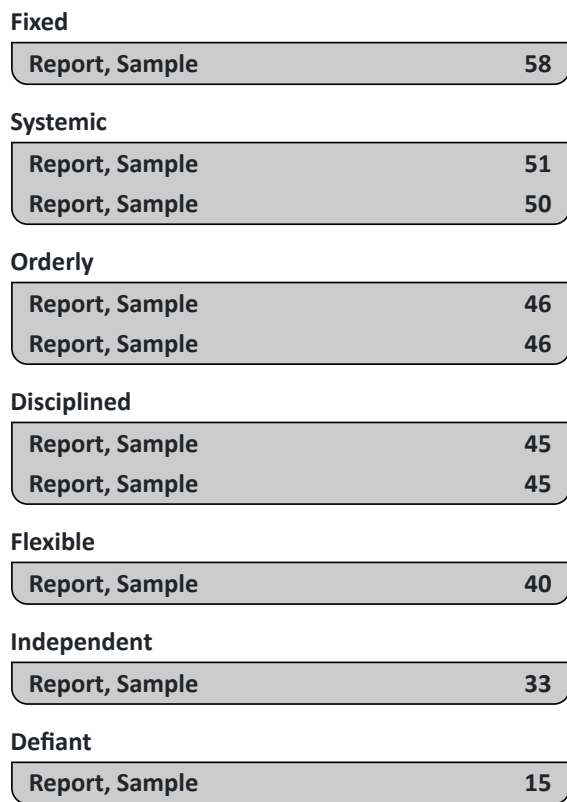 Fixed
Report, Sample 58
Systemic
Report, Sample 51
Report, Sample 50
Orderly
Report, Sample 46
Report, Sample 46
Disciplined
Report, Sample 45
Report, Sample 45
Flexible
Report, Sample 40
Independent
Report, Sample 33
Defiant
Report, Sample 15